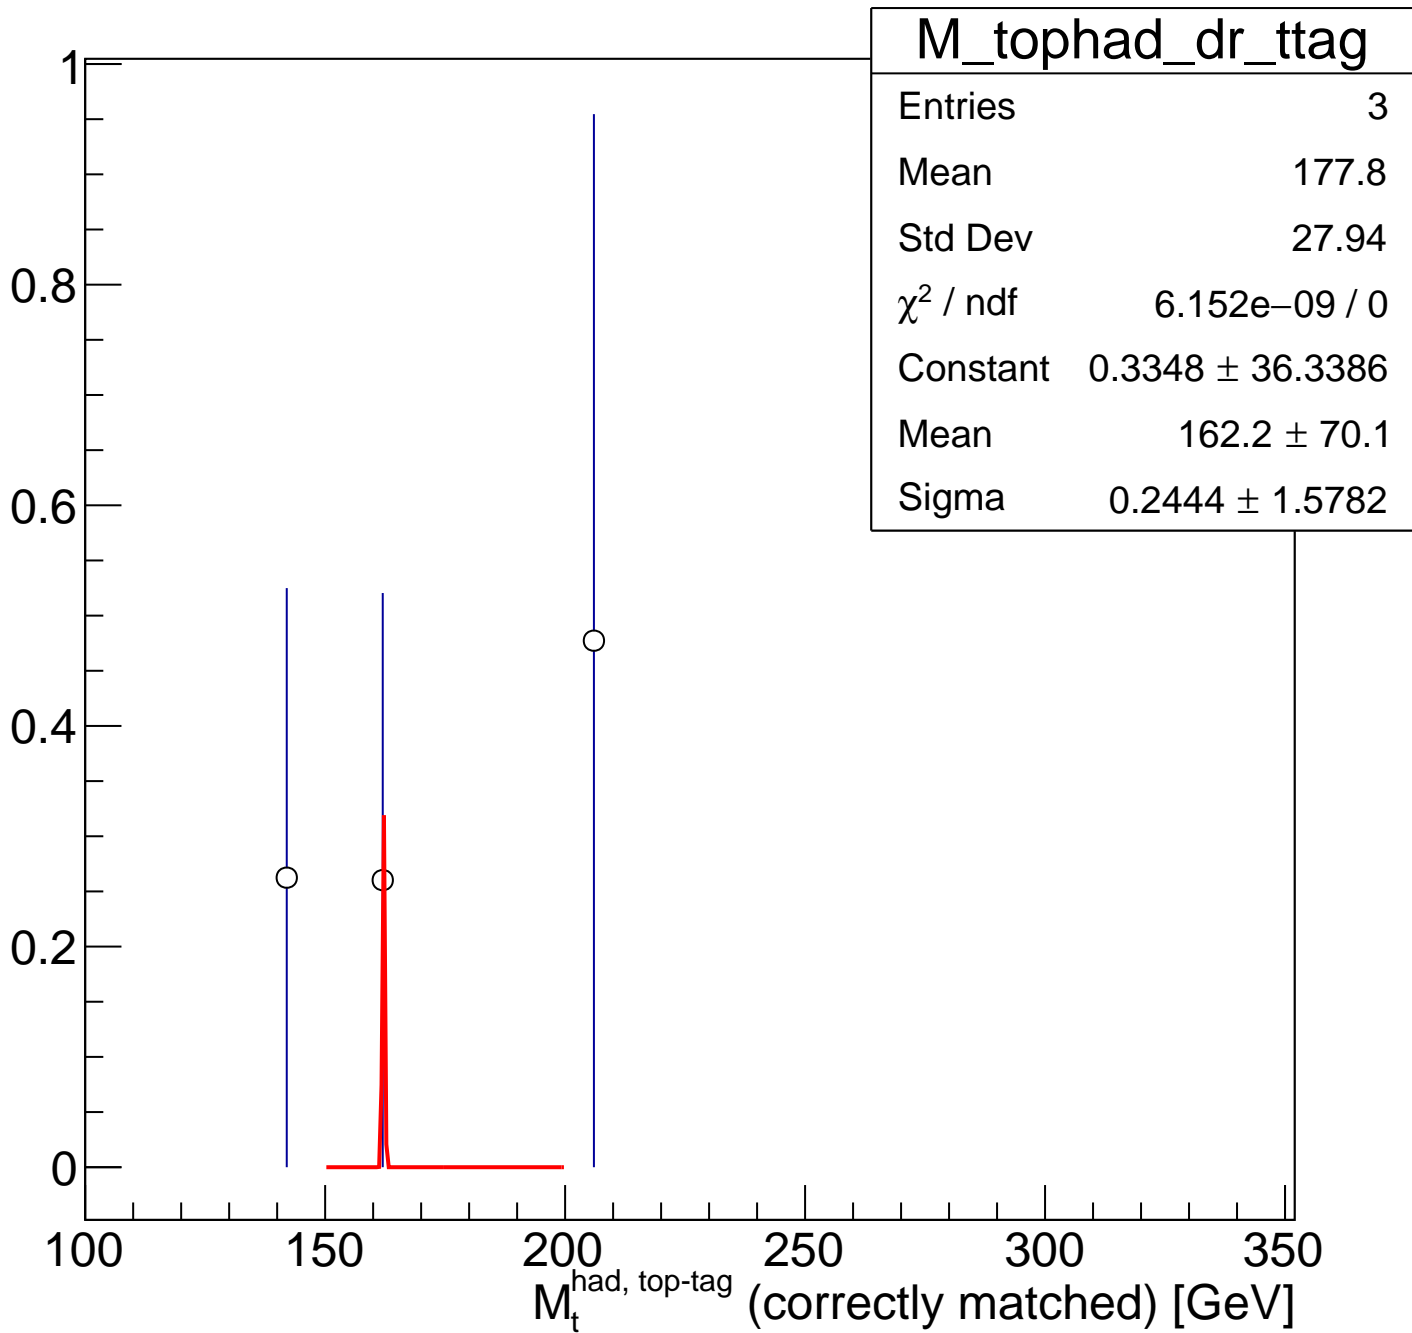 M_tophad_dr_ttag
Entries 3
Mean 177.8
Std Dev 27.94
χ² / ndf 6.152e−09 / 0
Constant 0.3348 ± 36.3386
Mean 162.2 ± 70.1
Sigma 0.2444 ± 1.5782
1
0.8
0.6
0.4
0.2
0
100 150 200 250 300 350
M_t^{had, top-tag} (correctly matched) [GeV]